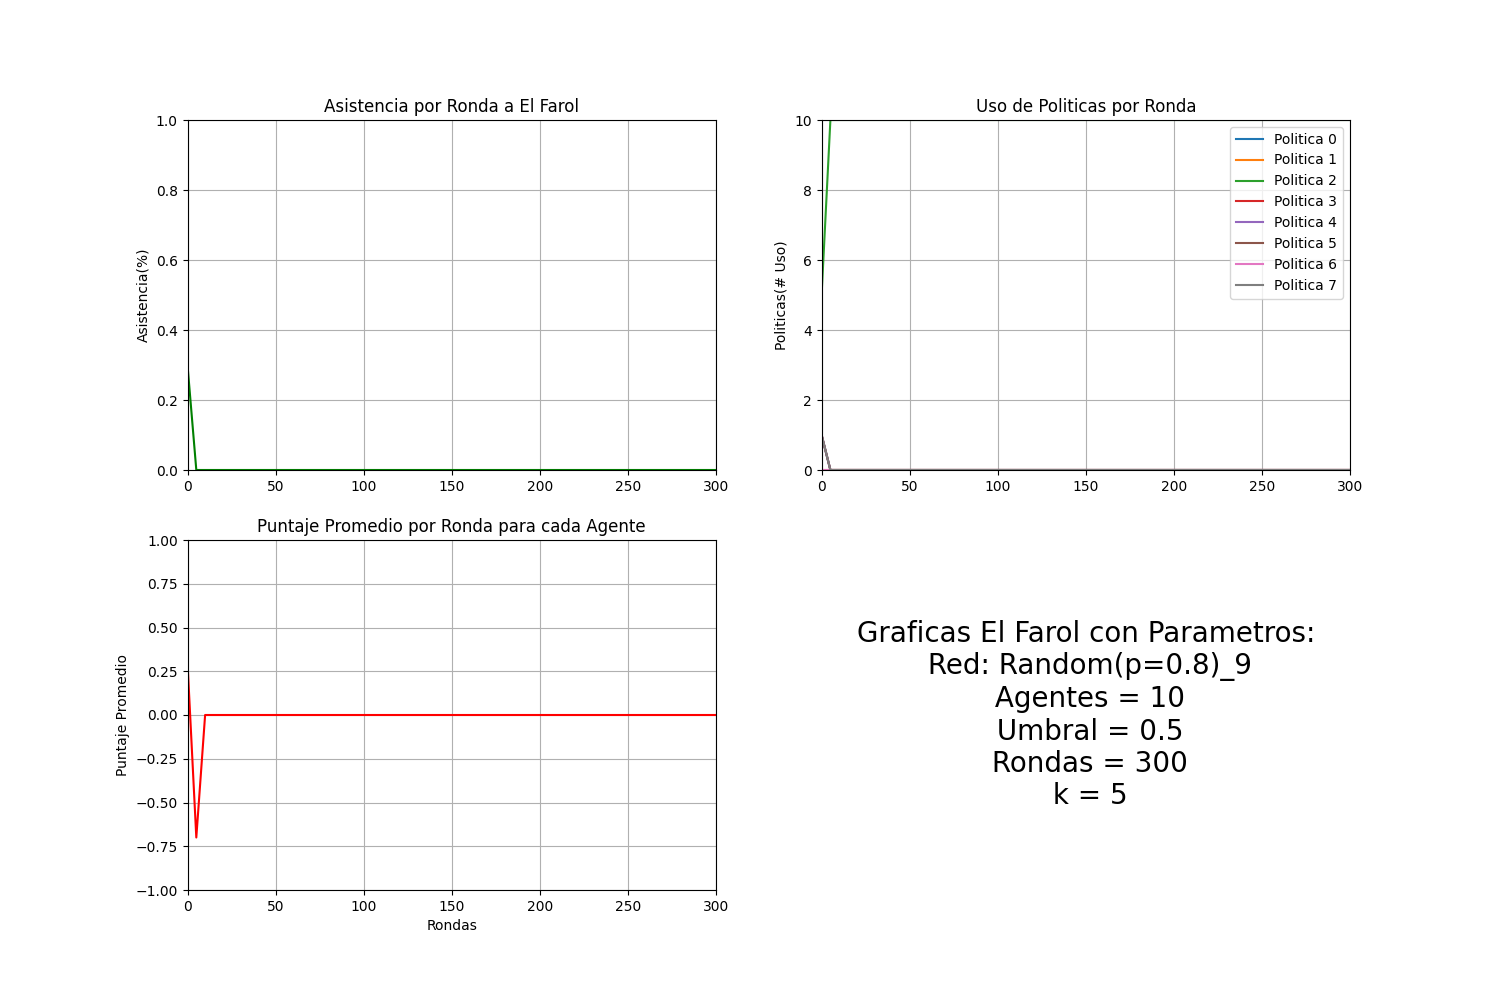 Asistencia por Ronda a El Farol
Asistencia(%)
1.0
0.8
0.6
0.4
0.2
0.0
0 50 100 150 200 250 300
Uso de Politicas por Ronda
Politicas(# Uso)
10
8
6
4
2
0
Politica 0
Politica 1
Politica 2
Politica 3
Politica 4
Politica 5
Politica 6
Politica 7
0 50 100 150 200 250 300
Puntaje Promedio por Ronda para cada Agente
Puntaje Promedio
1.00
0.75
0.50
0.25
0.00
−0.25
−0.50
−0.75
−1.00
0 50 100 150 200 250 300
Rondas
Graficas El Farol con Parametros:
Red: Random(p=0.8)_9
Agentes = 10
Umbral = 0.5
Rondas = 300
k = 5